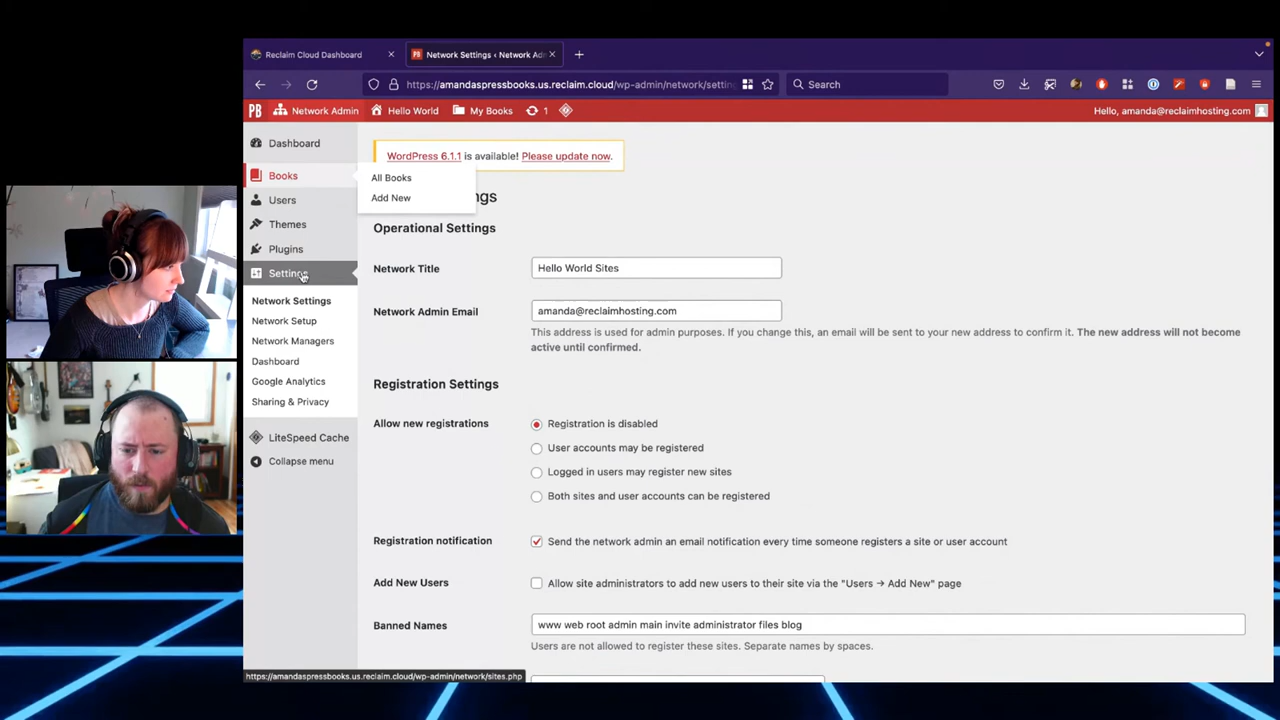 Reclaim Cloud Dashboard
Network Settings ‹ Network Adm
https://amandaspressbooks.us.reclaim.cloud/wp-admin/network/settin
Search
PB Network Admin Hello World My Books 1
Hello, amanda@reclaimhosting.com
Dashboard
Books
Users
Themes
Plugins
Settings
Network Settings
Network Setup
Network Managers
Dashboard
Google Analytics
Sharing & Privacy
LiteSpeed Cache
Collapse menu
All Books
Add New
WordPress 6.1.1 is available! Please update now.
ngs
Operational Settings
Network Title
Hello World Sites
Network Admin Email
amanda@reclaimhosting.com
This address is used for admin purposes. If you change this, an email will be sent to your new address to confirm it. The new address will not become
active until confirmed.
Registration Settings
Allow new registrations
Registration is disabled
User accounts may be registered
Logged in users may register new sites
Both sites and user accounts can be registered
Registration notification
Send the network admin an email notification every time someone registers a site or user account
Add New Users
Allow site administrators to add new users to their site via the "Users → Add New" page
Banned Names
www web root admin main invite administrator files blog
Users are not allowed to register these sites. Separate names by spaces.
https://amandaspressbooks.us.reclaim.cloud/wp-admin/network/sites.php